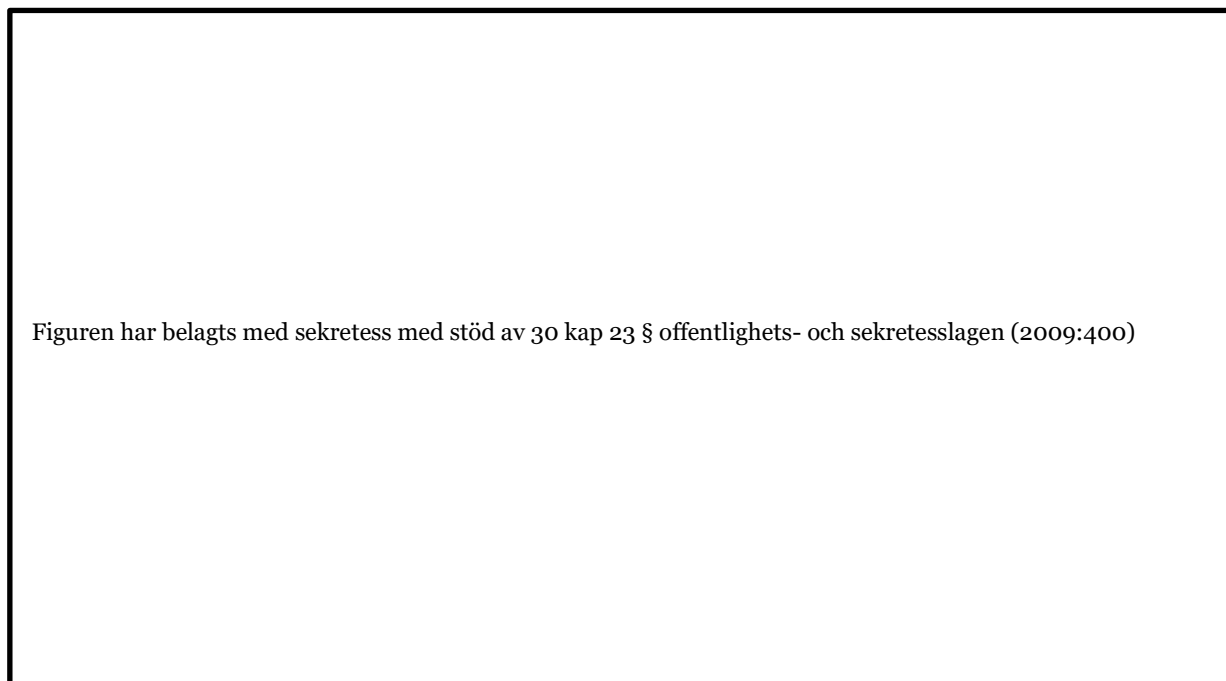 Figuren har belagts med sekretess med stöd av 30 kap 23 § offentlighets- och sekretesslagen (2009:400)